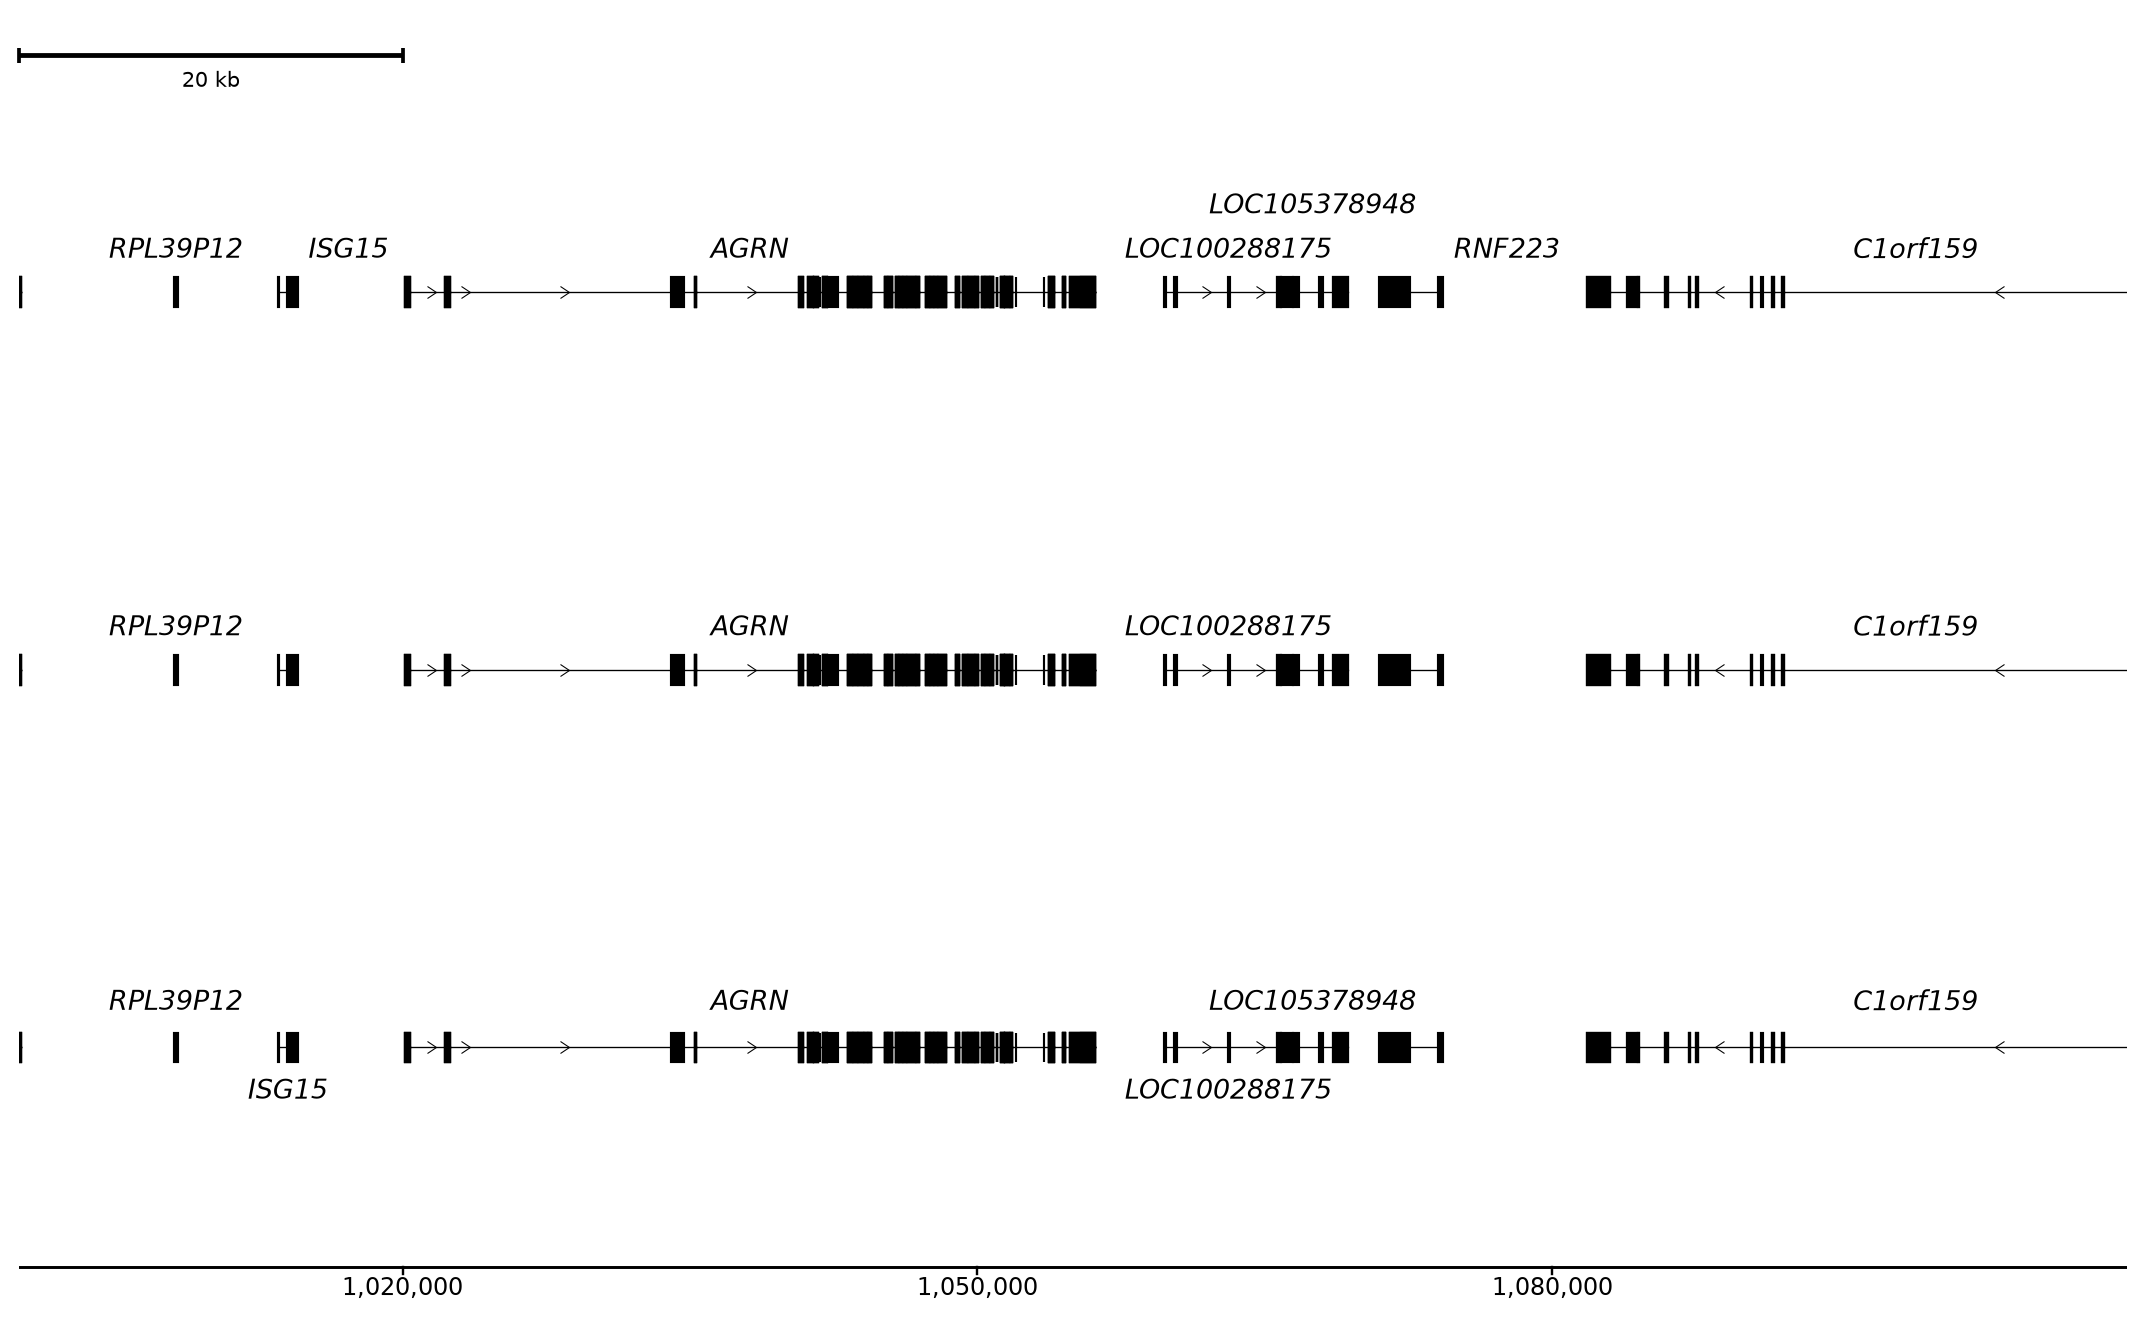 20 kb
LOC105378948
RPL39P12 ISG15 AGRN LOC100288175 RNF223 C1orf159
RPL39P12 AGRN LOC100288175 C1orf159
RPL39P12 AGRN LOC105378948 C1orf159
ISG15 LOC100288175
1,020,000 1,050,000 1,080,000